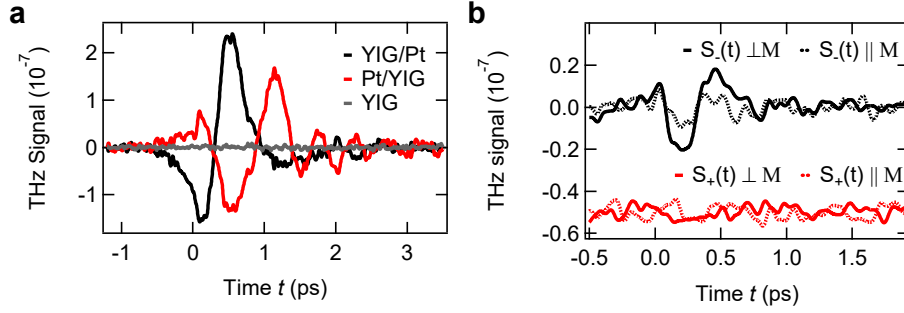 a
THz Signal (10⁻⁷)
2
1
0
-1
YIG/Pt
Pt/YIG
YIG
-1
0
1
2
3
Time t (ps)
b
THz signal (10⁻⁷)
0.2
0.0
-0.2
-0.4
-0.6
S₋(t) ⊥M
S₋(t) || M
S₊(t) ⊥ M
S₊(t) || M
-0.5
0.0
0.5
1.0
1.5
Time t (ps)